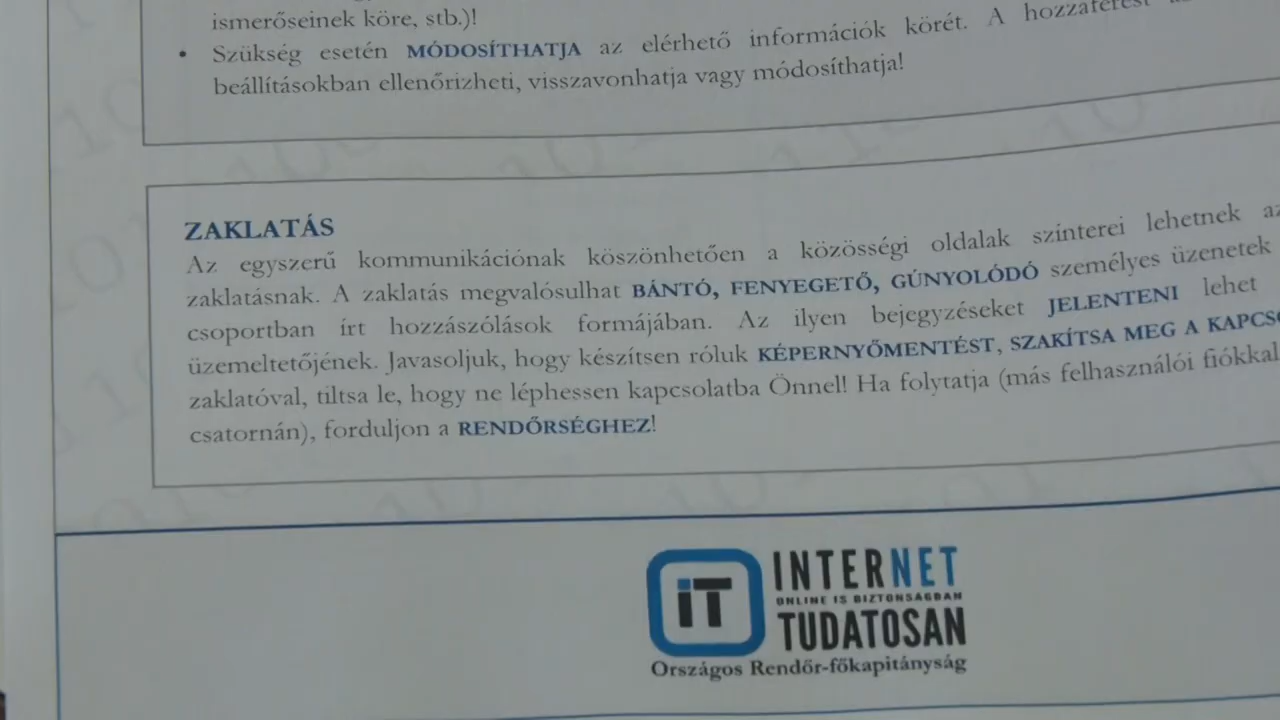 ismerőseinek köre, stb.)!
• Szükség esetén MÓDOSÍTHATJA az elérhető információk körét. A hozzáférést
beállításokban ellenőrizheti, visszavonhatja vagy módosíthatja!
ZAKLATÁS
Az egyszerű kommunikációnak köszönhetően a közösségi oldalak színterei lehetnek az
zaklatásnak. A zaklatás megvalósulhat BÁNTÓ, FENYEGETŐ, GÚNYOLÓDÓ személyes üzenetek
csoportban írt hozzászólások formájában. Az ilyen bejegyzéseket JELENTENI lehet
üzemeltetőjének. Javasoljuk, hogy készítsen róluk KÉPERNYŐMENTÉST, SZAKÍTSA MEG A KAPCSO
zaklatóval, tiltsa le, hogy ne léphessen kapcsolatba Önnel! Ha folytatja (más felhasználói fiókkal
csatornán), forduljon a RENDŐRSÉGHEZ!
iT INTERNET
ONLINE IS BIZTONSÁGBAN
TUDATOSAN
Országos Rendőr-főkapitányság